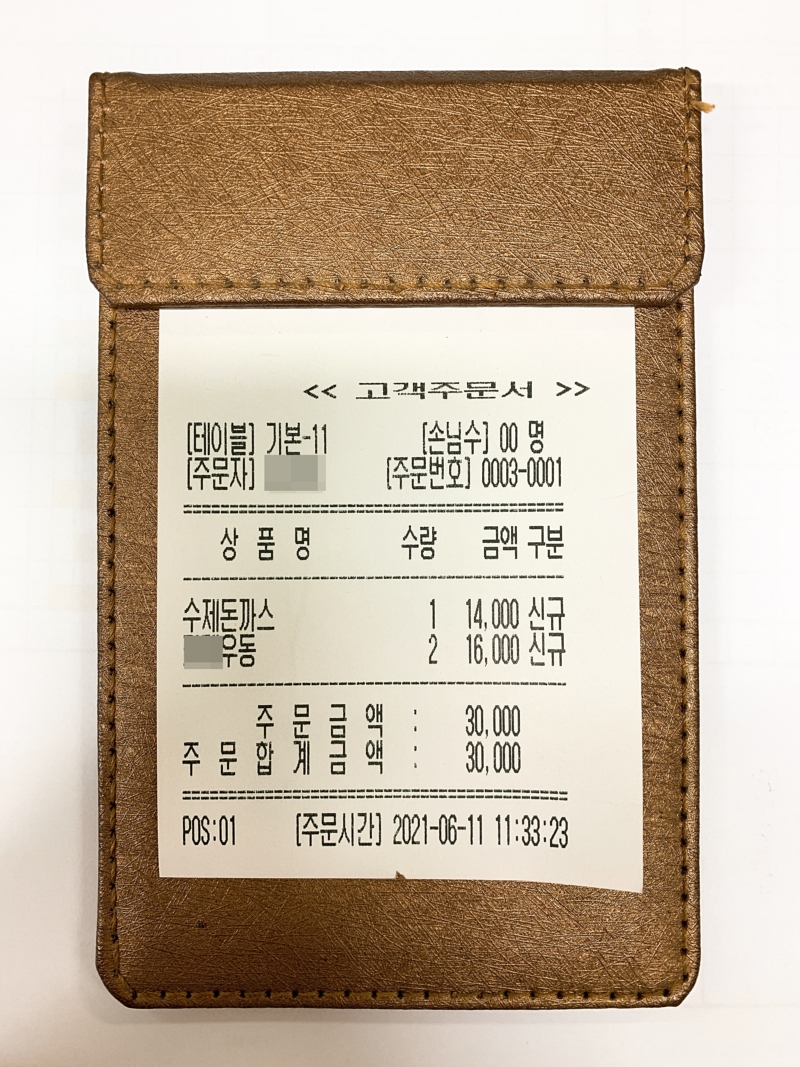 << 고객주문서 >>
[테이블] 기본-11 [손님수] 00 명
[주문자] [주문번호] 0003-0001
상 품 명 수량 금액 구분
수제돈까스 1 14,000 신규
우동 2 16,000 신규
주 문 금 액 : 30,000
주 문 합 계 금 액 : 30,000
POS:01 [주문시간] 2021-06-11 11:33:23